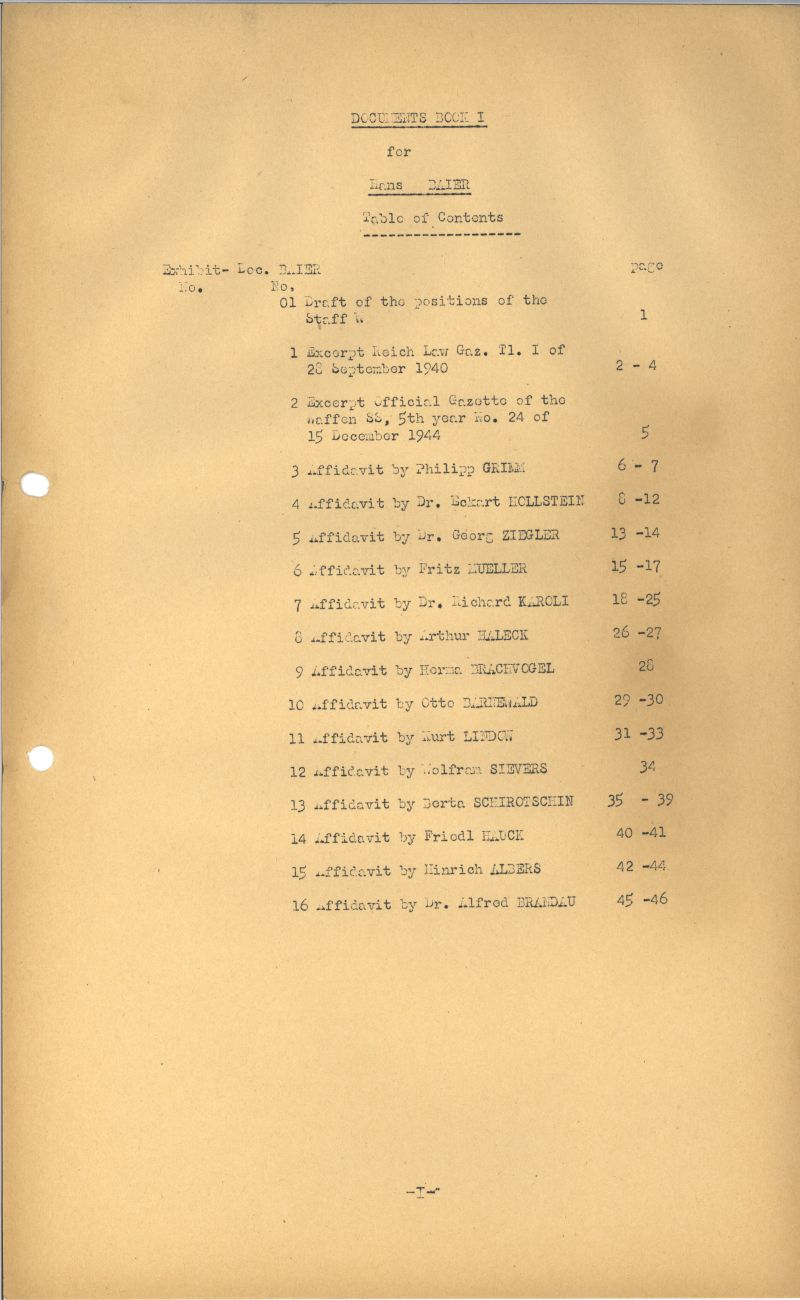 DOCUMENTS BOOK I
for
Hans BAIER
Table of Contents
Exhibit- Doc. BAIER page
No. No.
01 Draft of the positions of the
Staff W 1
1 Excerpt Reich Law Gaz. Tl. I of
28 September 1940 2 - 4
2 Excerpt Official Gazette of the
Waffen SS, 5th year No. 24 of
15 December 1944 5
3 Affidavit by Philipp GRIMM 6 - 7
4 Affidavit by Dr. Eckart HOLLSTEIN 8 -12
5 Affidavit by Dr. Georg ZIEGLER 13 -14
6 Affidavit by Fritz MUELLER 15 -17
7 Affidavit by Dr. Richard KAROLI 18 -25
8 Affidavit by Arthur HALECK 26 -27
9 Affidavit by Herma BRACHVOGEL 28
10 Affidavit by Otto BARNEWALD 29 -30
11 Affidavit by Kurt LINDOW 31 -33
12 Affidavit by Wolfram SIEVERS 34
13 Affidavit by Berta SCHIROTSCHIN 35 - 39
14 Affidavit by Friedl HAUCK 40 -41
15 Affidavit by Hinrich ALBERS 42 -44
16 Affidavit by Dr. Alfred BRANDAU 45 -46
-I-